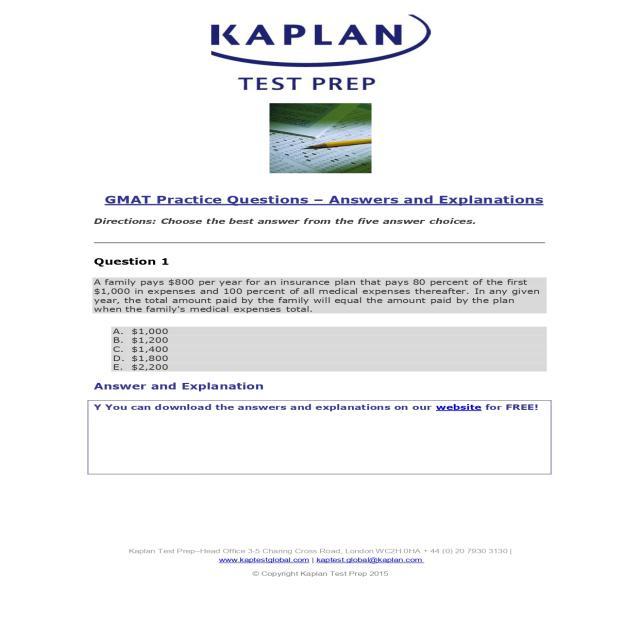 KAPLAN
TEST PREP
GMAT Practice Questions – Answers and Explanations
Directions: Choose the best answer from the five answer choices.
Question 1
A family pays $800 per year for an insurance plan that pays 80 percent of the first
$1,000 in expenses and 100 percent of all medical expenses thereafter. In any given
year, the total amount paid by the family will equal the amount paid by the plan
when the family's medical expenses total.
A. $1,000
B. $1,200
C. $1,400
D. $1,800
E. $2,200
Answer and Explanation
Y You can download the answers and explanations on our website for FREE!
Kaplan Test Prep–Head Office 3-5 Charing Cross Road, London WC2H.0HA + 44 (0) 20 7930 3130 |
www.kaptestglobal.com | kaptest.global@kaplan.com
© Copyright Kaplan Test Prep 2015